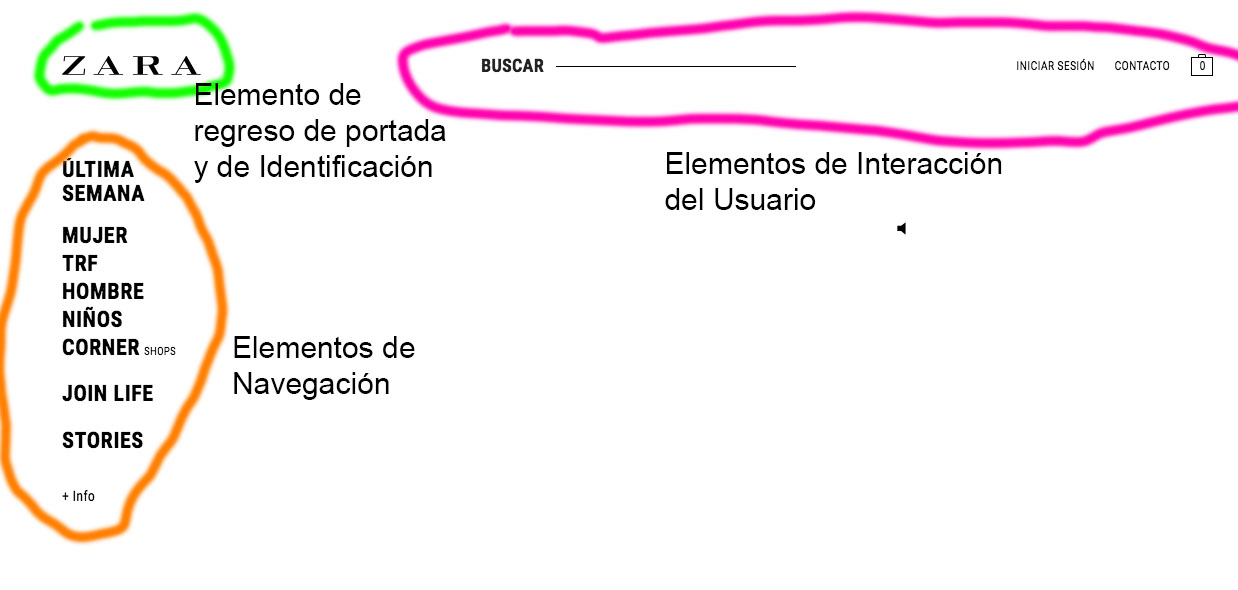 ZARA
BUSCAR
INICIAR SESIÓN
CONTACTO
0
Elemento de
regreso de portada
y de Identificación
Elementos de Interacción
del Usuario
ÚLTIMA
SEMANA
MUJER
TRF
HOMBRE
NIÑOS
CORNER SHOPS
JOIN LIFE
STORIES
+ Info
Elementos de
Navegación